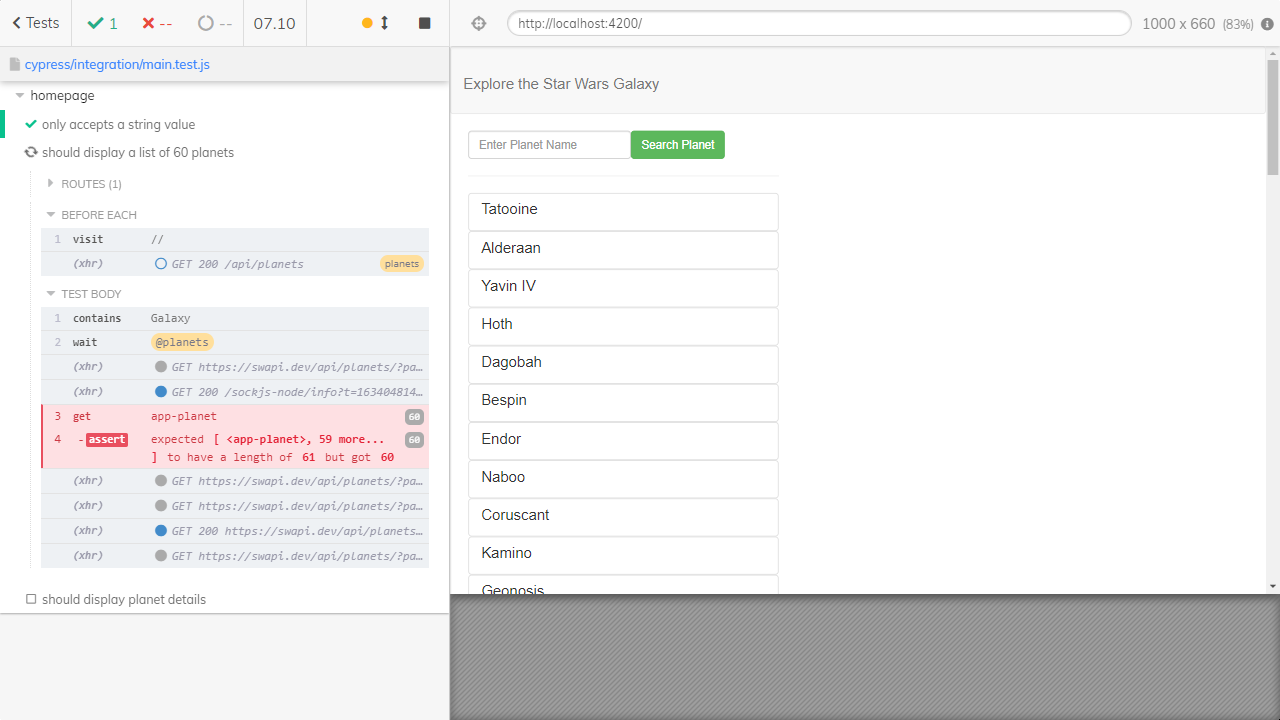 Tests
1
--
--
07.10
http://localhost:4200/
1000 x 660 (83%)
cypress/integration/main.test.js
homepage
only accepts a string value
should display a list of 60 planets
ROUTES (1)
BEFORE EACH
1 visit //
(xhr) GET 200 /api/planets planets
TEST BODY
1 contains Galaxy
2 wait @planets
(xhr) GET https://swapi.dev/api/planets/?pa…
(xhr) GET 200 /sockjs-node/info?t=163404814…
3 get app-planet 60
4 -assert expected [ <app-planet>, 59 more... 60
] to have a length of 61 but got 60
(xhr) GET https://swapi.dev/api/planets/?pa…
(xhr) GET https://swapi.dev/api/planets/?pa…
(xhr) GET 200 https://swapi.dev/api/planets…
(xhr) GET https://swapi.dev/api/planets/?pa…
should display planet details
Explore the Star Wars Galaxy
Enter Planet Name
Search Planet
Tatooine
Alderaan
Yavin IV
Hoth
Dagobah
Bespin
Endor
Naboo
Coruscant
Kamino
Geonosis